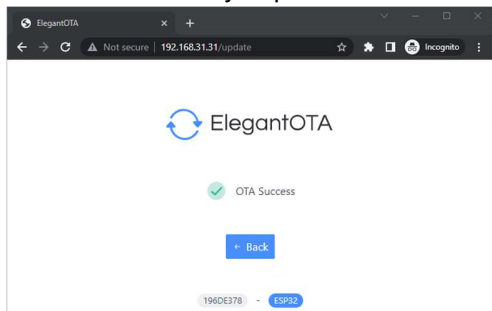 ElegantOTA
Not secure | 192.168.31.31/update
Incognito
ElegantOTA
OTA Success
← Back
196DE378 - ESP32